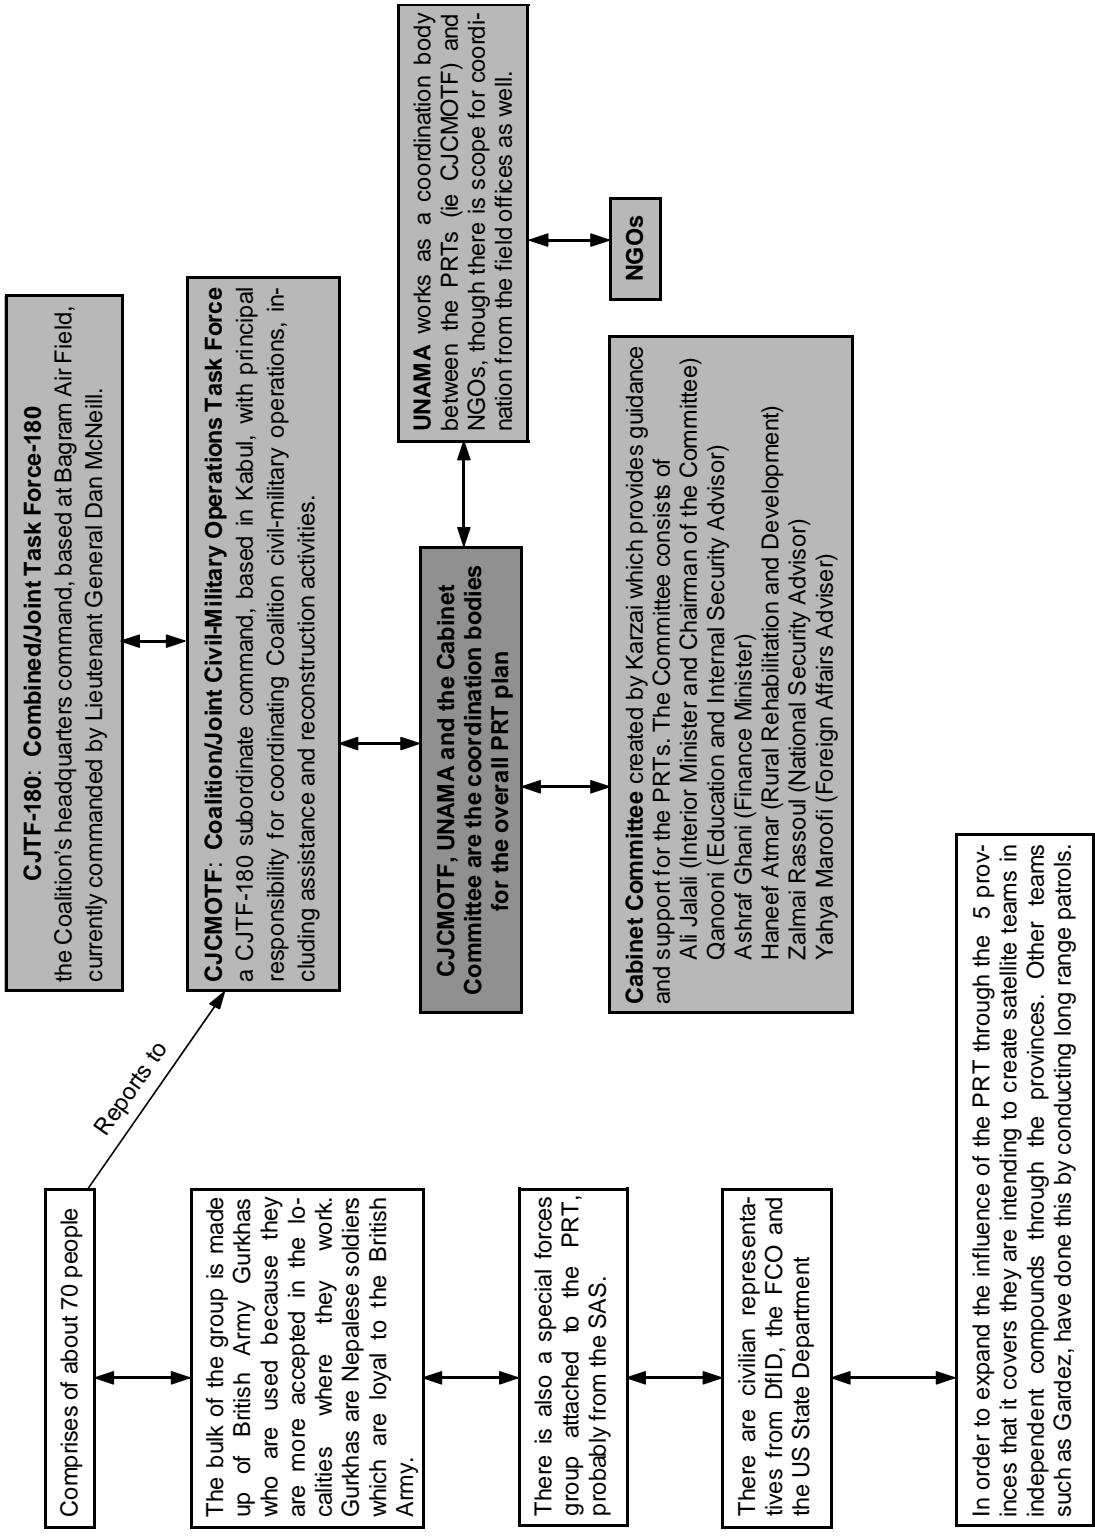 CJTF-180: Combined/Joint Task Force-180
the Coalition's headquarters command, based at Bagram Air Field,
currently commanded by Lieutenant General Dan McNeill.
CJCMOTF: Coalition/Joint Civil-Military Operations Task Force
a CJTF-180 subordinate command, based in Kabul, with principal
responsibility for coordinating Coalition civil-military operations, in-
cluding assistance and reconstruction activities.
Reports to
CJCMOTF, UNAMA and the Cabinet
Committee are the coordination bodies
for the overall PRT plan
UNAMA works as a coordination body
between the PRTs (ie CJCMOTF) and
NGOs, though there is scope for coordi-
nation from the field offices as well.
NGOs
Cabinet Committee created by Karzai which provides guidance
and support for the PRTs. The Committee consists of
Ali Jalali (Interior Minister and Chairman of the Committee)
Qanooni (Education and Internal Security Advisor)
Ashraf Ghani (Finance Minister)
Haneef Atmar (Rural Rehabilitation and Development)
Zalmai Rassoul (National Security Advisor)
Yahya Maroofi (Foreign Affairs Adviser)
Comprises of about 70 people
The bulk of the group is made
up of British Army Gurkhas
who are used because they
are more accepted in the lo-
calities where they work.
Gurkhas are Nepalese soldiers
which are loyal to the British
Army.
There is also a special forces
group attached to the PRT,
probably from the SAS.
There are civilian representa-
tives from DfID, the FCO and
the US State Department
In order to expand the influence of the PRT through the 5 prov-
inces that it covers they are intending to create satellite teams in
independent compounds through the provinces. Other teams
such as Gardez, have done this by conducting long range patrols.